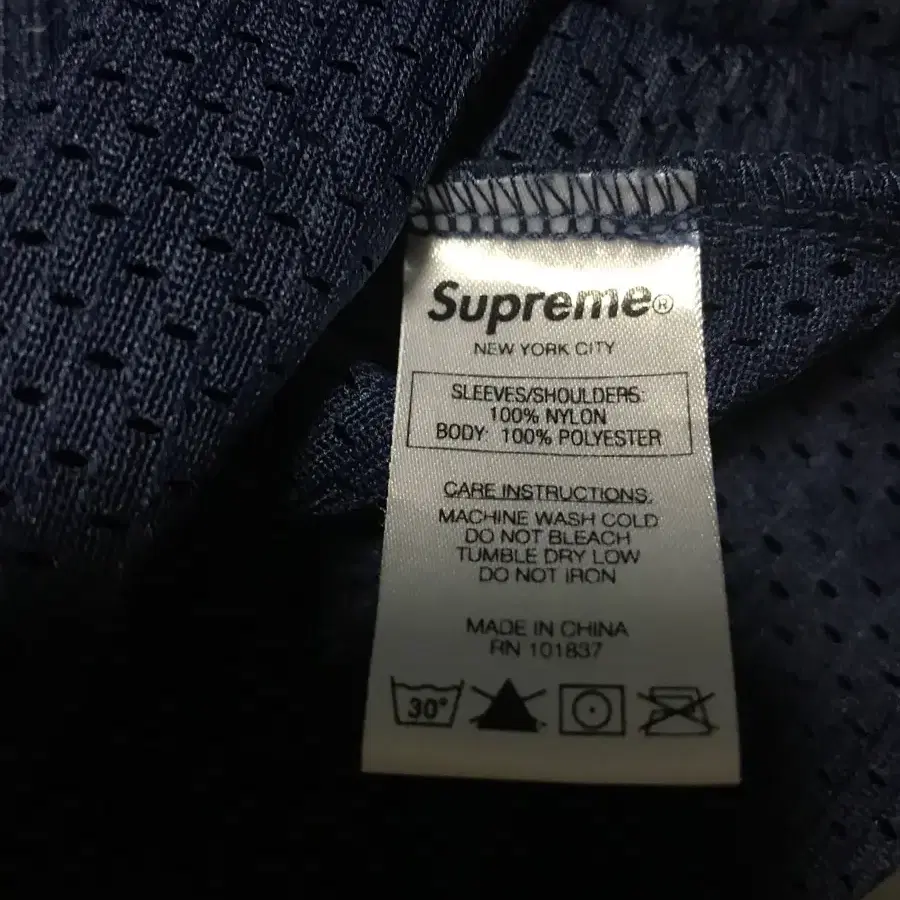 Supreme®
NEW YORK CITY
SLEEVES/SHOULDERS:
100% NYLON
BODY: 100% POLYESTER
CARE INSTRUCTIONS:
MACHINE WASH COLD
DO NOT BLEACH
TUMBLE DRY LOW
DO NOT IRON
MADE IN CHINA
RN 101837
30°